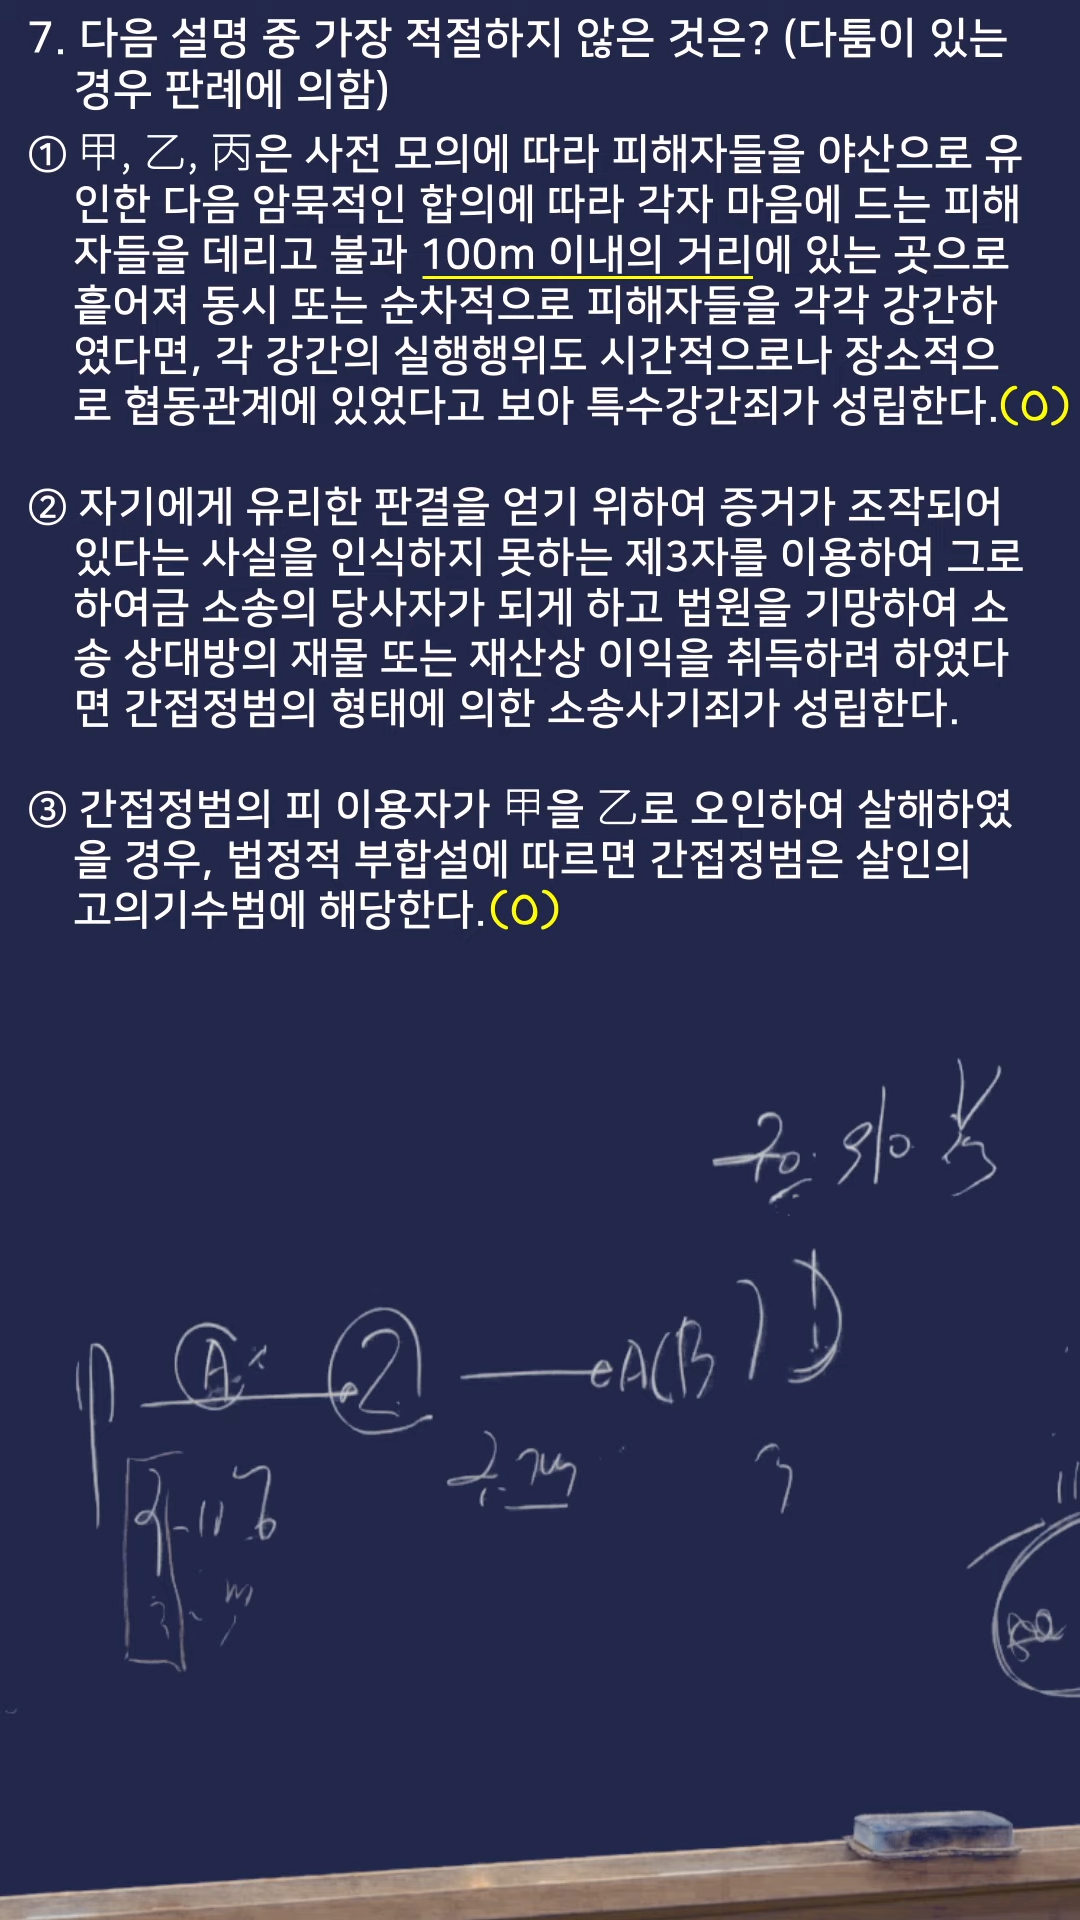 7. 다음 설명 중 가장 적절하지 않은 것은? (다툼이 있는
경우 판례에 의함)
① 甲, 乙, 丙은 사전 모의에 따라 피해자들을 야산으로 유
인한 다음 암묵적인 합의에 따라 각자 마음에 드는 피해
자들을 데리고 불과 100m 이내의 거리에 있는 곳으로
흩어져 동시 또는 순차적으로 피해자들을 각각 강간하
였다면, 각 강간의 실행행위도 시간적으로나 장소적으
로 협동관계에 있었다고 보아 특수강간죄가 성립한다.(O)
② 자기에게 유리한 판결을 얻기 위하여 증거가 조작되어
있다는 사실을 인식하지 못하는 제3자를 이용하여 그로
하여금 소송의 당사자가 되게 하고 법원을 기망하여 소
송 상대방의 재물 또는 재산상 이익을 취득하려 하였다
면 간접정범의 형태에 의한 소송사기죄가 성립한다.
③ 간접정범의 피 이용자가 甲을 乙로 오인하여 살해하였
을 경우, 법정적 부합설에 따르면 간접정범은 살인의
고의기수범에 해당한다.(O)
A
A(B